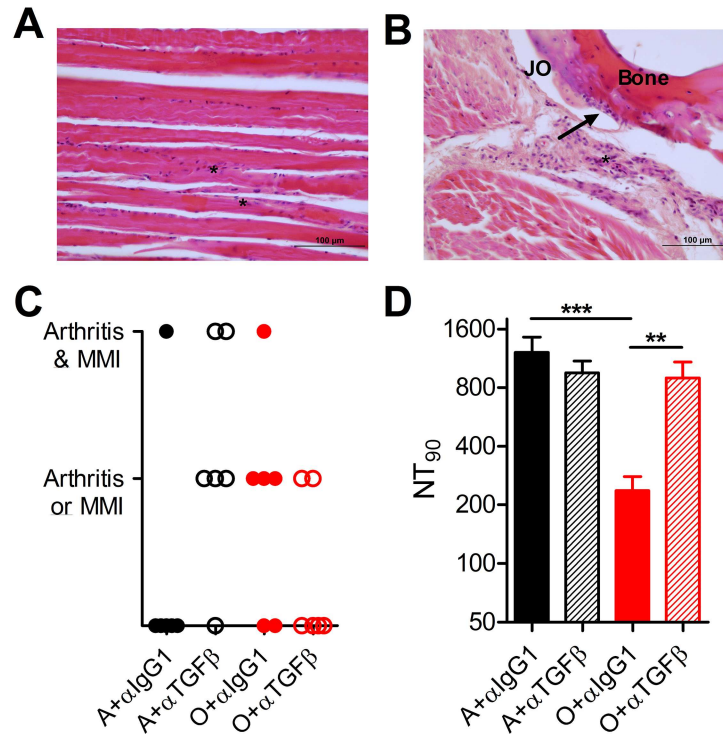 A
*
*
100 µm
B
JO
Bone
*
100 µm
C
Arthritis
& MMI
Arthritis
or MMI
A+αIgG1
A+αTGFβ
O+αIgG1
O+αTGFβ
D
***
**
NT90
1600
800
400
200
100
50
A+αIgG1
A+αTGFβ
O+αIgG1
O+αTGFβ